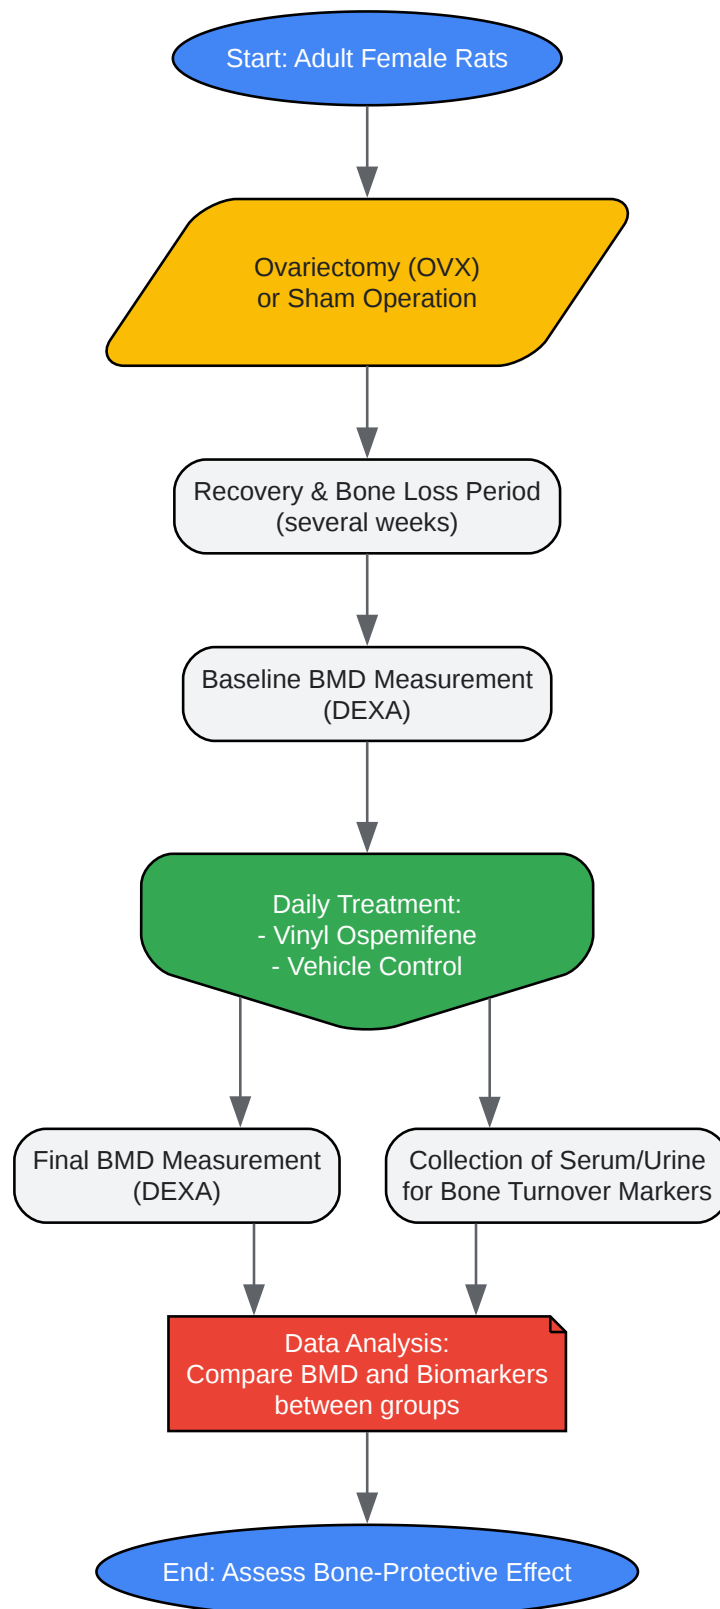 Start: Adult Female Rats
Ovariectomy (OVX)
or Sham Operation
Recovery & Bone Loss Period
(several weeks)
Baseline BMD Measurement
(DEXA)
Daily Treatment:
- Vinyl Ospemifene
- Vehicle Control
Final BMD Measurement
(DEXA)
Collection of Serum/Urine
for Bone Turnover Markers
Data Analysis:
Compare BMD and Biomarkers
between groups
End: Assess Bone-Protective Effect